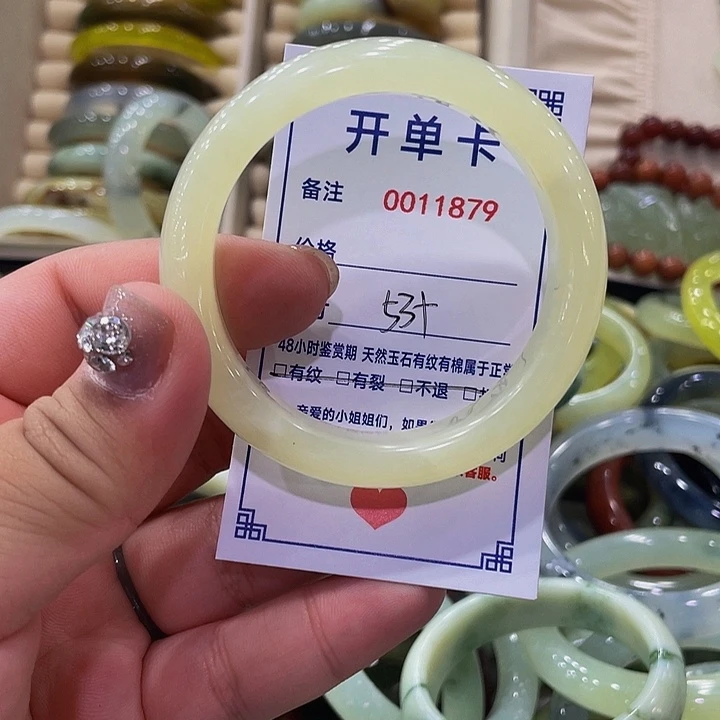 开单卡
备注 0011879
价格
53+
48小时鉴赏期 天然玉石有纹有棉属于正常
□有纹 □有裂 □不退 □
亲爱的小姐姐们，如果
客服。